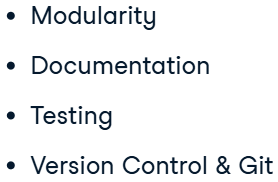 • Modularity
• Documentation
• Testing
• Version Control & Git